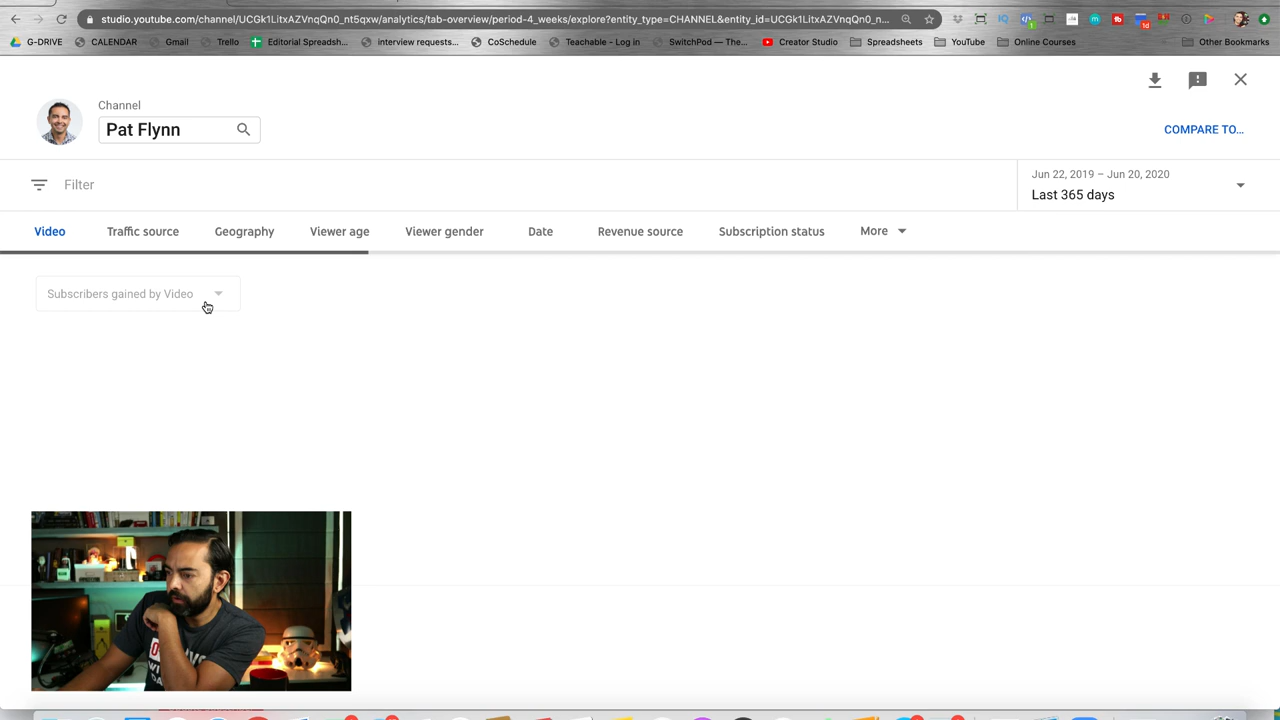 studio.youtube.com/channel/UCGk1LitxAZVnqQn0_nt5qxw/analytics/tab-overview/period-4_weeks/explore?entity_type=CHANNEL&entity_id=UCGk1LitxAZVnqQn0_n...
G-DRIVE CALENDAR Gmail Trello Editorial Spreadsh... interview requests... CoSchedule Teachable - Log in SwitchPod — The... Creator Studio Spreadsheets YouTube Online Courses Other Bookmarks
Channel
Pat Flynn
COMPARE TO...
Filter
Jun 22, 2019 – Jun 20, 2020
Last 365 days
Video Traffic source Geography Viewer age Viewer gender Date Revenue source Subscription status More
Subscribers gained by Video